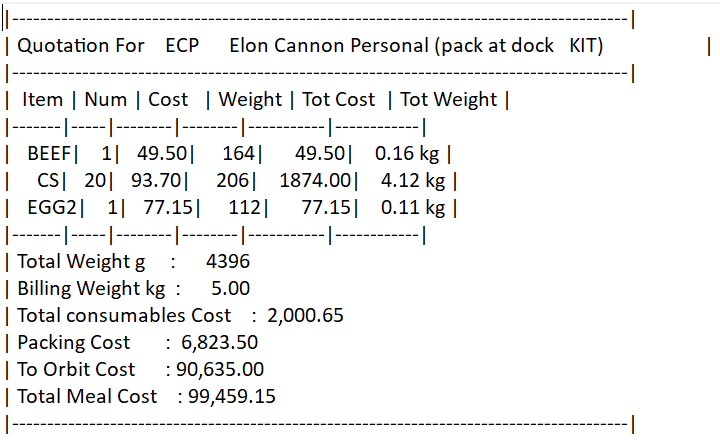 |----------------------------------------------------------------------------------------|
| Quotation For ECP Elon Cannon Personal (pack at dock KIT) |
|----------------------------------------------------------------------------------------|
| Item | Num | Cost | Weight | Tot Cost | Tot Weight |
|-------|-----|--------|--------|-----------|------------|
| BEEF| 1| 49.50| 164| 49.50| 0.16 kg |
| CS| 20| 93.70| 206| 1874.00| 4.12 kg |
| EGG2| 1| 77.15| 112| 77.15| 0.11 kg |
|-------|-----|--------|--------|-----------|------------|
| Total Weight g : 4396
| Billing Weight kg : 5.00
| Total consumables Cost : 2,000.65
| Packing Cost : 6,823.50
| To Orbit Cost : 90,635.00
| Total Meal Cost : 99,459.15
|----------------------------------------------------------------------------------------|